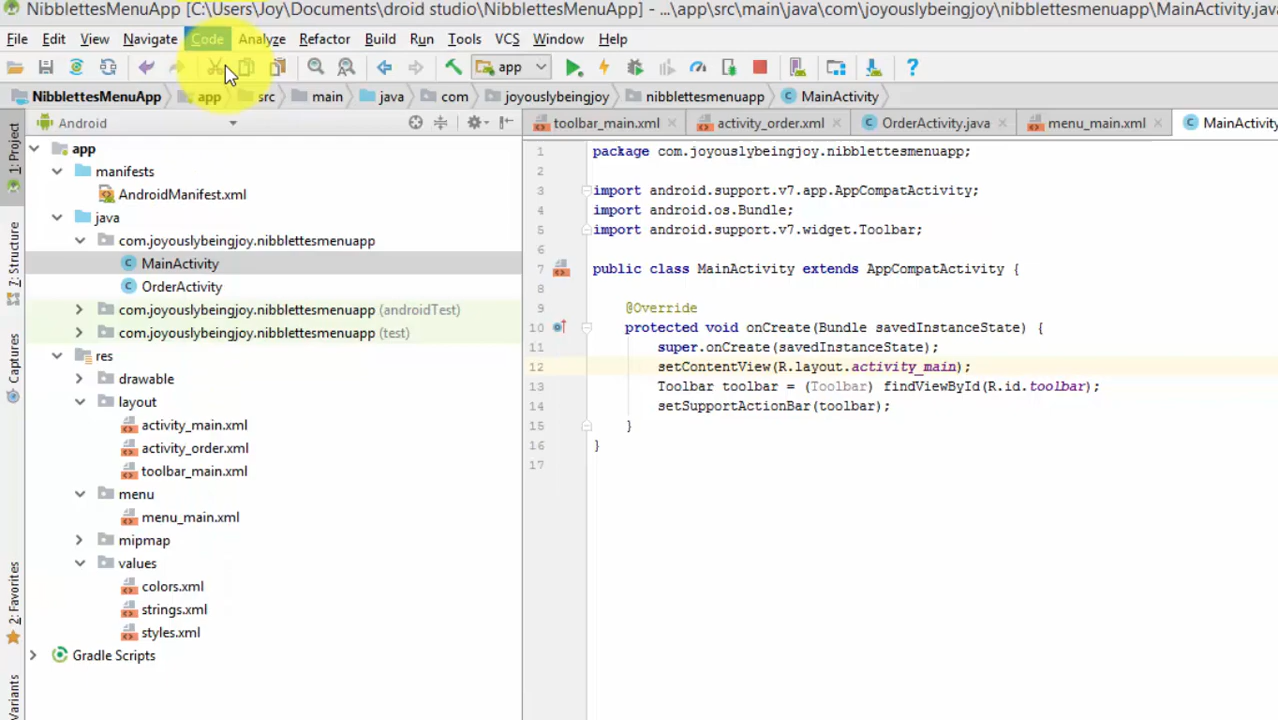 NibblettesMenuApp [C:\Users\Joy\Documents\droid studio\NibblettesMenuApp] - ...\app\src\main\java\com\joyouslybeingjoy\nibblettesmenuapp\MainActivity.java
File Edit View Navigate Code Analyze Refactor Build Run Tools VCS Window Help
app
NibblettesMenuApp app src main java com joyouslybeingjoy nibblettesmenuapp MainActivity
1: Project
7: Structure
Captures
2: Favorites
Variants
Android
app
manifests
AndroidManifest.xml
java
com.joyouslybeingjoy.nibblettesmenuapp
MainActivity
OrderActivity
com.joyouslybeingjoy.nibblettesmenuapp (androidTest)
com.joyouslybeingjoy.nibblettesmenuapp (test)
res
drawable
layout
activity_main.xml
activity_order.xml
toolbar_main.xml
menu
menu_main.xml
mipmap
values
colors.xml
strings.xml
styles.xml
Gradle Scripts
toolbar_main.xml activity_order.xml OrderActivity.java menu_main.xml MainActivity
1 package com.joyouslybeingjoy.nibblettesmenuapp;
2
3 import android.support.v7.app.AppCompatActivity;
4 import android.os.Bundle;
5 import android.support.v7.widget.Toolbar;
6
7 public class MainActivity extends AppCompatActivity {
8
9 @Override
10 protected void onCreate(Bundle savedInstanceState) {
11 super.onCreate(savedInstanceState);
12 setContentView(R.layout.activity_main);
13 Toolbar toolbar = (Toolbar) findViewById(R.id.toolbar);
14 setSupportActionBar(toolbar);
15 }
16 }
17